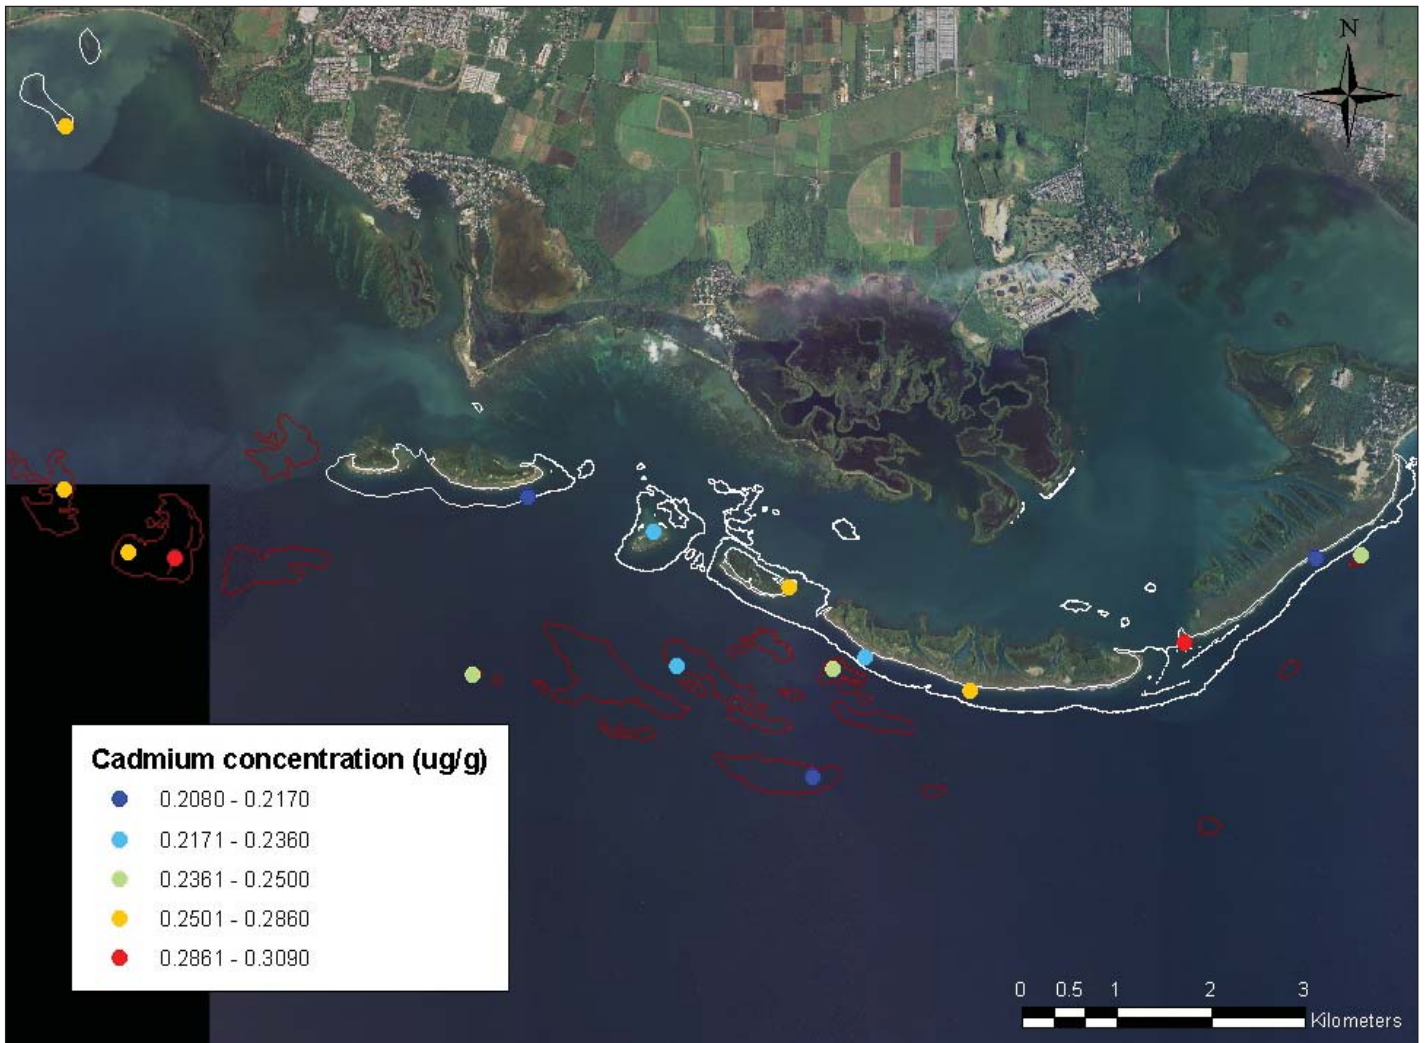 N
Cadmium concentration (ug/g)
0.2080 - 0.2170
0.2171 - 0.2360
0.2361 - 0.2500
0.2501 - 0.2860
0.2861 - 0.3090
0 0.5 1 2 3
Kilometers